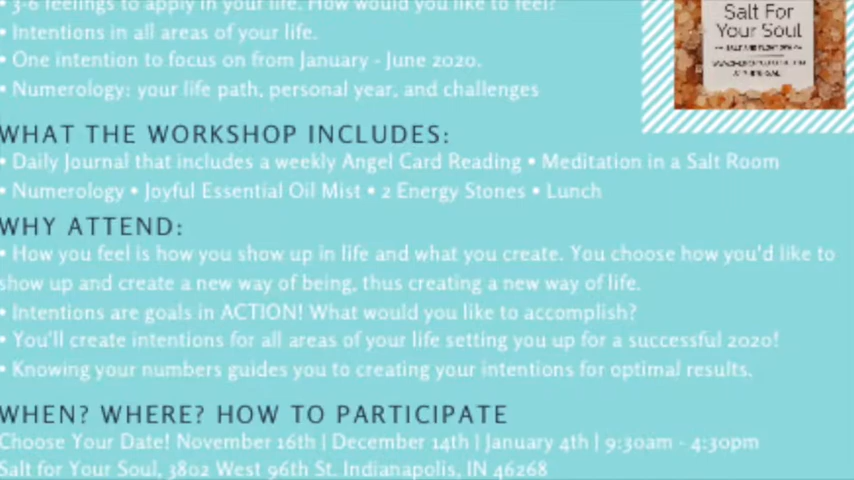 • 3-6 feelings to apply in your life. How would you like to feel?
• Intentions in all areas of your life.
• One intention to focus on from January - June 2020.
• Numerology: your life path, personal year, and challenges
Salt For
Your Soul
WHAT THE WORKSHOP INCLUDES:
• Daily Journal that includes a weekly Angel Card Reading • Meditation in a Salt Room
• Numerology • Joyful Essential Oil Mist • 2 Energy Stones • Lunch
WHY ATTEND:
• How you feel is how you show up in life and what you create. You choose how you'd like to
show up and create a new way of being, thus creating a new way of life.
• Intentions are goals in ACTION! What would you like to accomplish?
• You'll create intentions for all areas of your life setting you up for a successful 2020!
• Knowing your numbers guides you to creating your intentions for optimal results.
WHEN? WHERE? HOW TO PARTICIPATE
Choose Your Date! November 16th | December 14th | January 4th | 9:30am - 4:30pm
Salt for Your Soul, 3802 West 96th St. Indianapolis, IN 46268